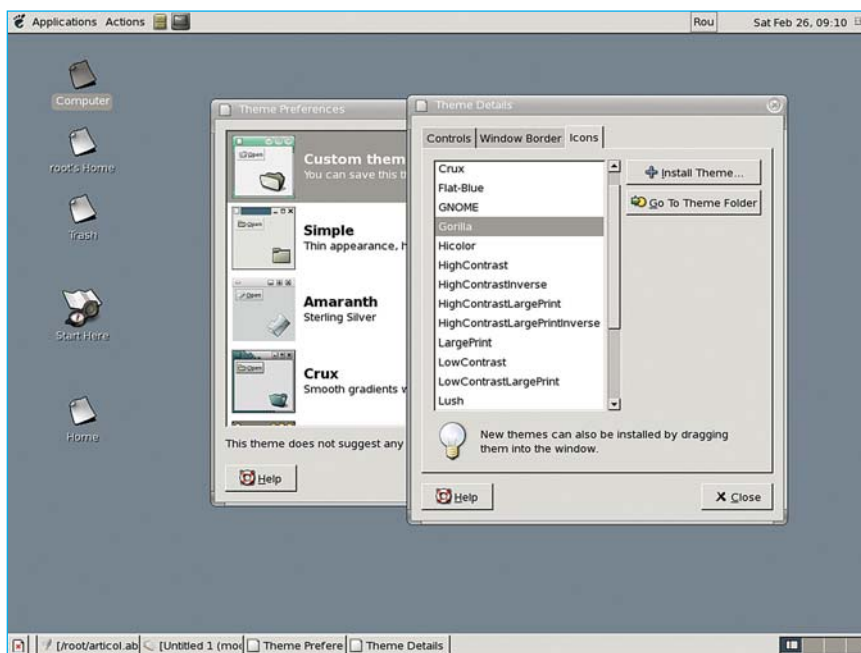 Applications Actions Rou Sat Feb 26, 09:10
Computer
root's Home
Trash
Start Here
Home
Theme Preferences
Open
Custom them
You can save this t
Open
Simple
Thin appearance, h
Open
Amaranth
Sterling Silver
Open
Crux
Smooth gradients w
This theme does not suggest any
Help
Theme Details
Controls Window Border Icons
Crux
Flat-Blue
GNOME
Gorilla
Hicolor
HighContrast
HighContrastInverse
HighContrastLargePrint
HighContrastLargePrintInverse
LargePrint
LowContrast
LowContrastLargePrint
Lush
Install Theme...
Go To Theme Folder
New themes can also be installed by dragging
them into the window.
Help
Close
[/root/articol.ab [Untitled 1 (mod Theme Prefere Theme Details